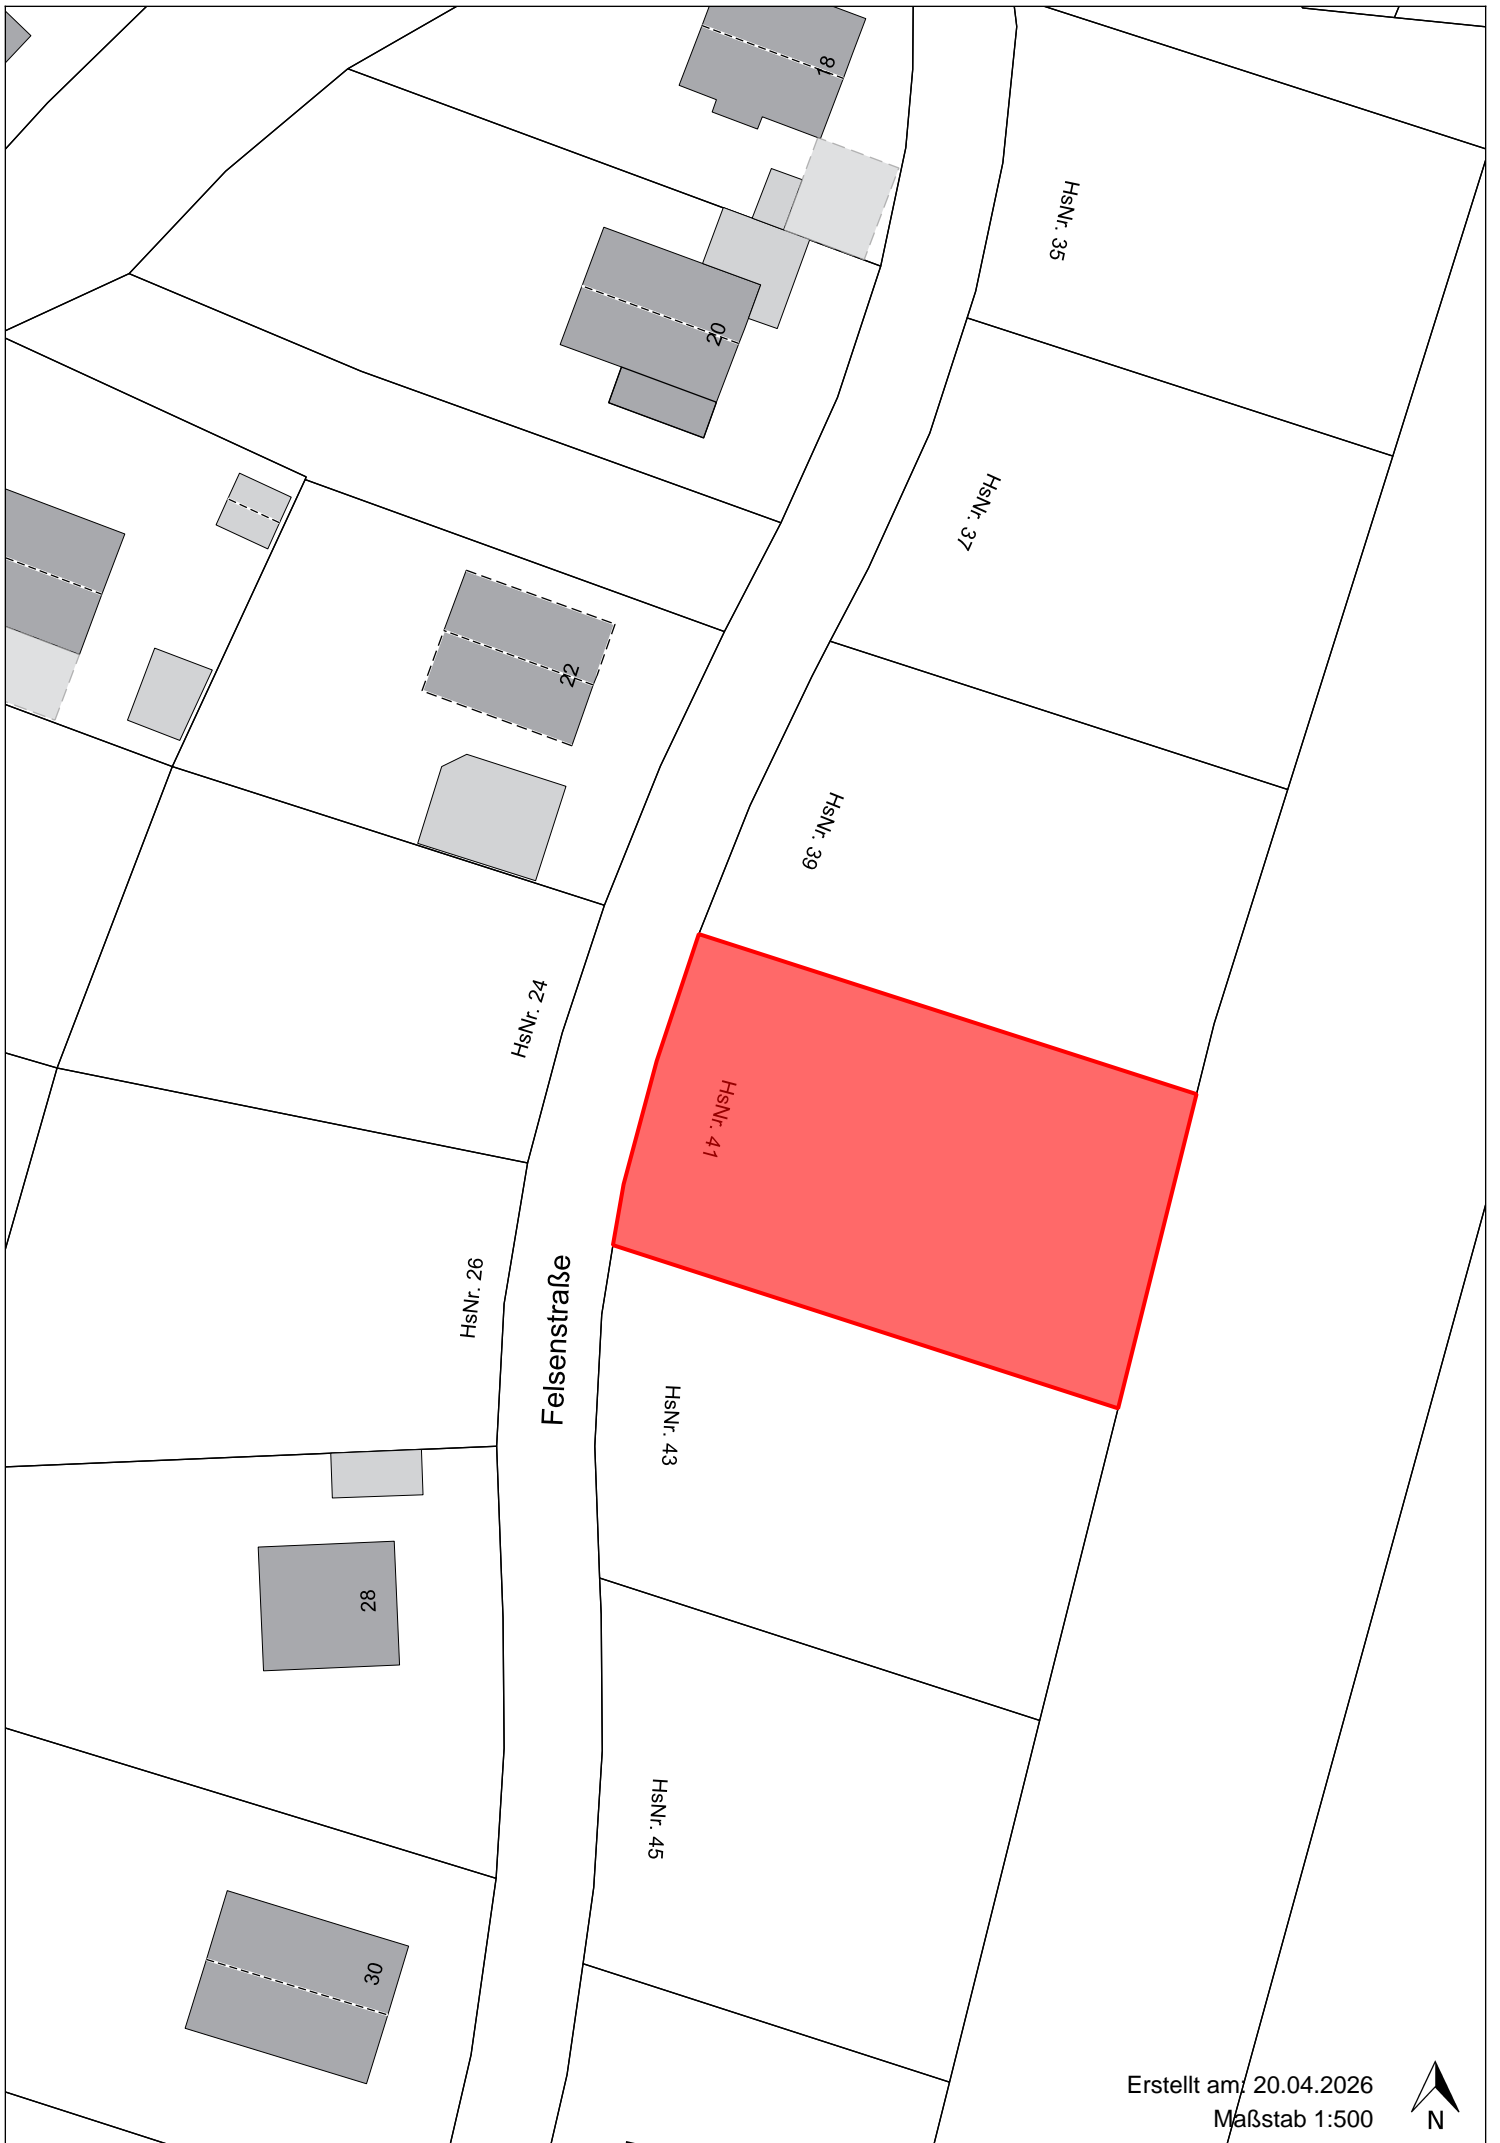 18
HsNr. 35
20
HsNr. 37
22
HsNr. 39
HsNr. 24
HsNr. 41
HsNr. 26
Felsenstraße
HsNr. 43
28
HsNr. 45
30
Erstellt am: 20.04.2026
Maßstab 1:500
N